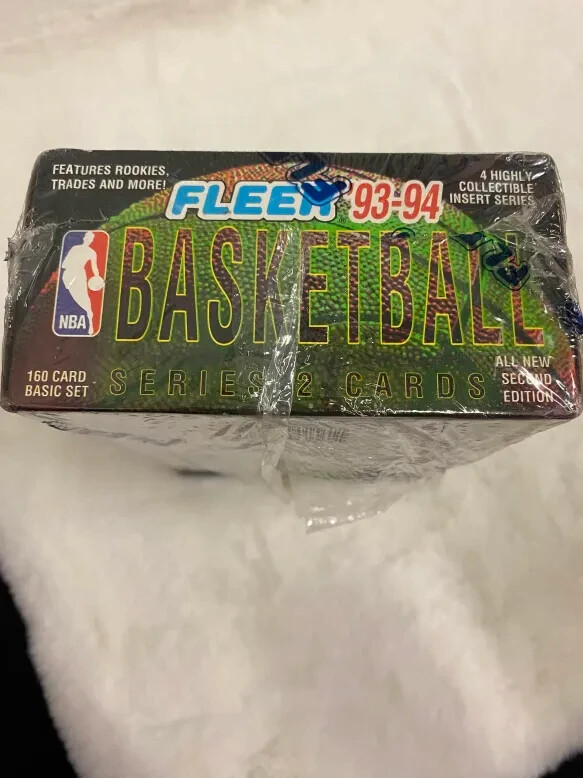 FEATURES ROOKIES,
TRADES AND MORE!
FLEER 93-94
4 HIGHLY
COLLECTIBLE
INSERT SERIES
BASKETBALL
NBA
160 CARD
BASIC SET
SERIES 2 CARDS
ALL NEW
SECOND
EDITION